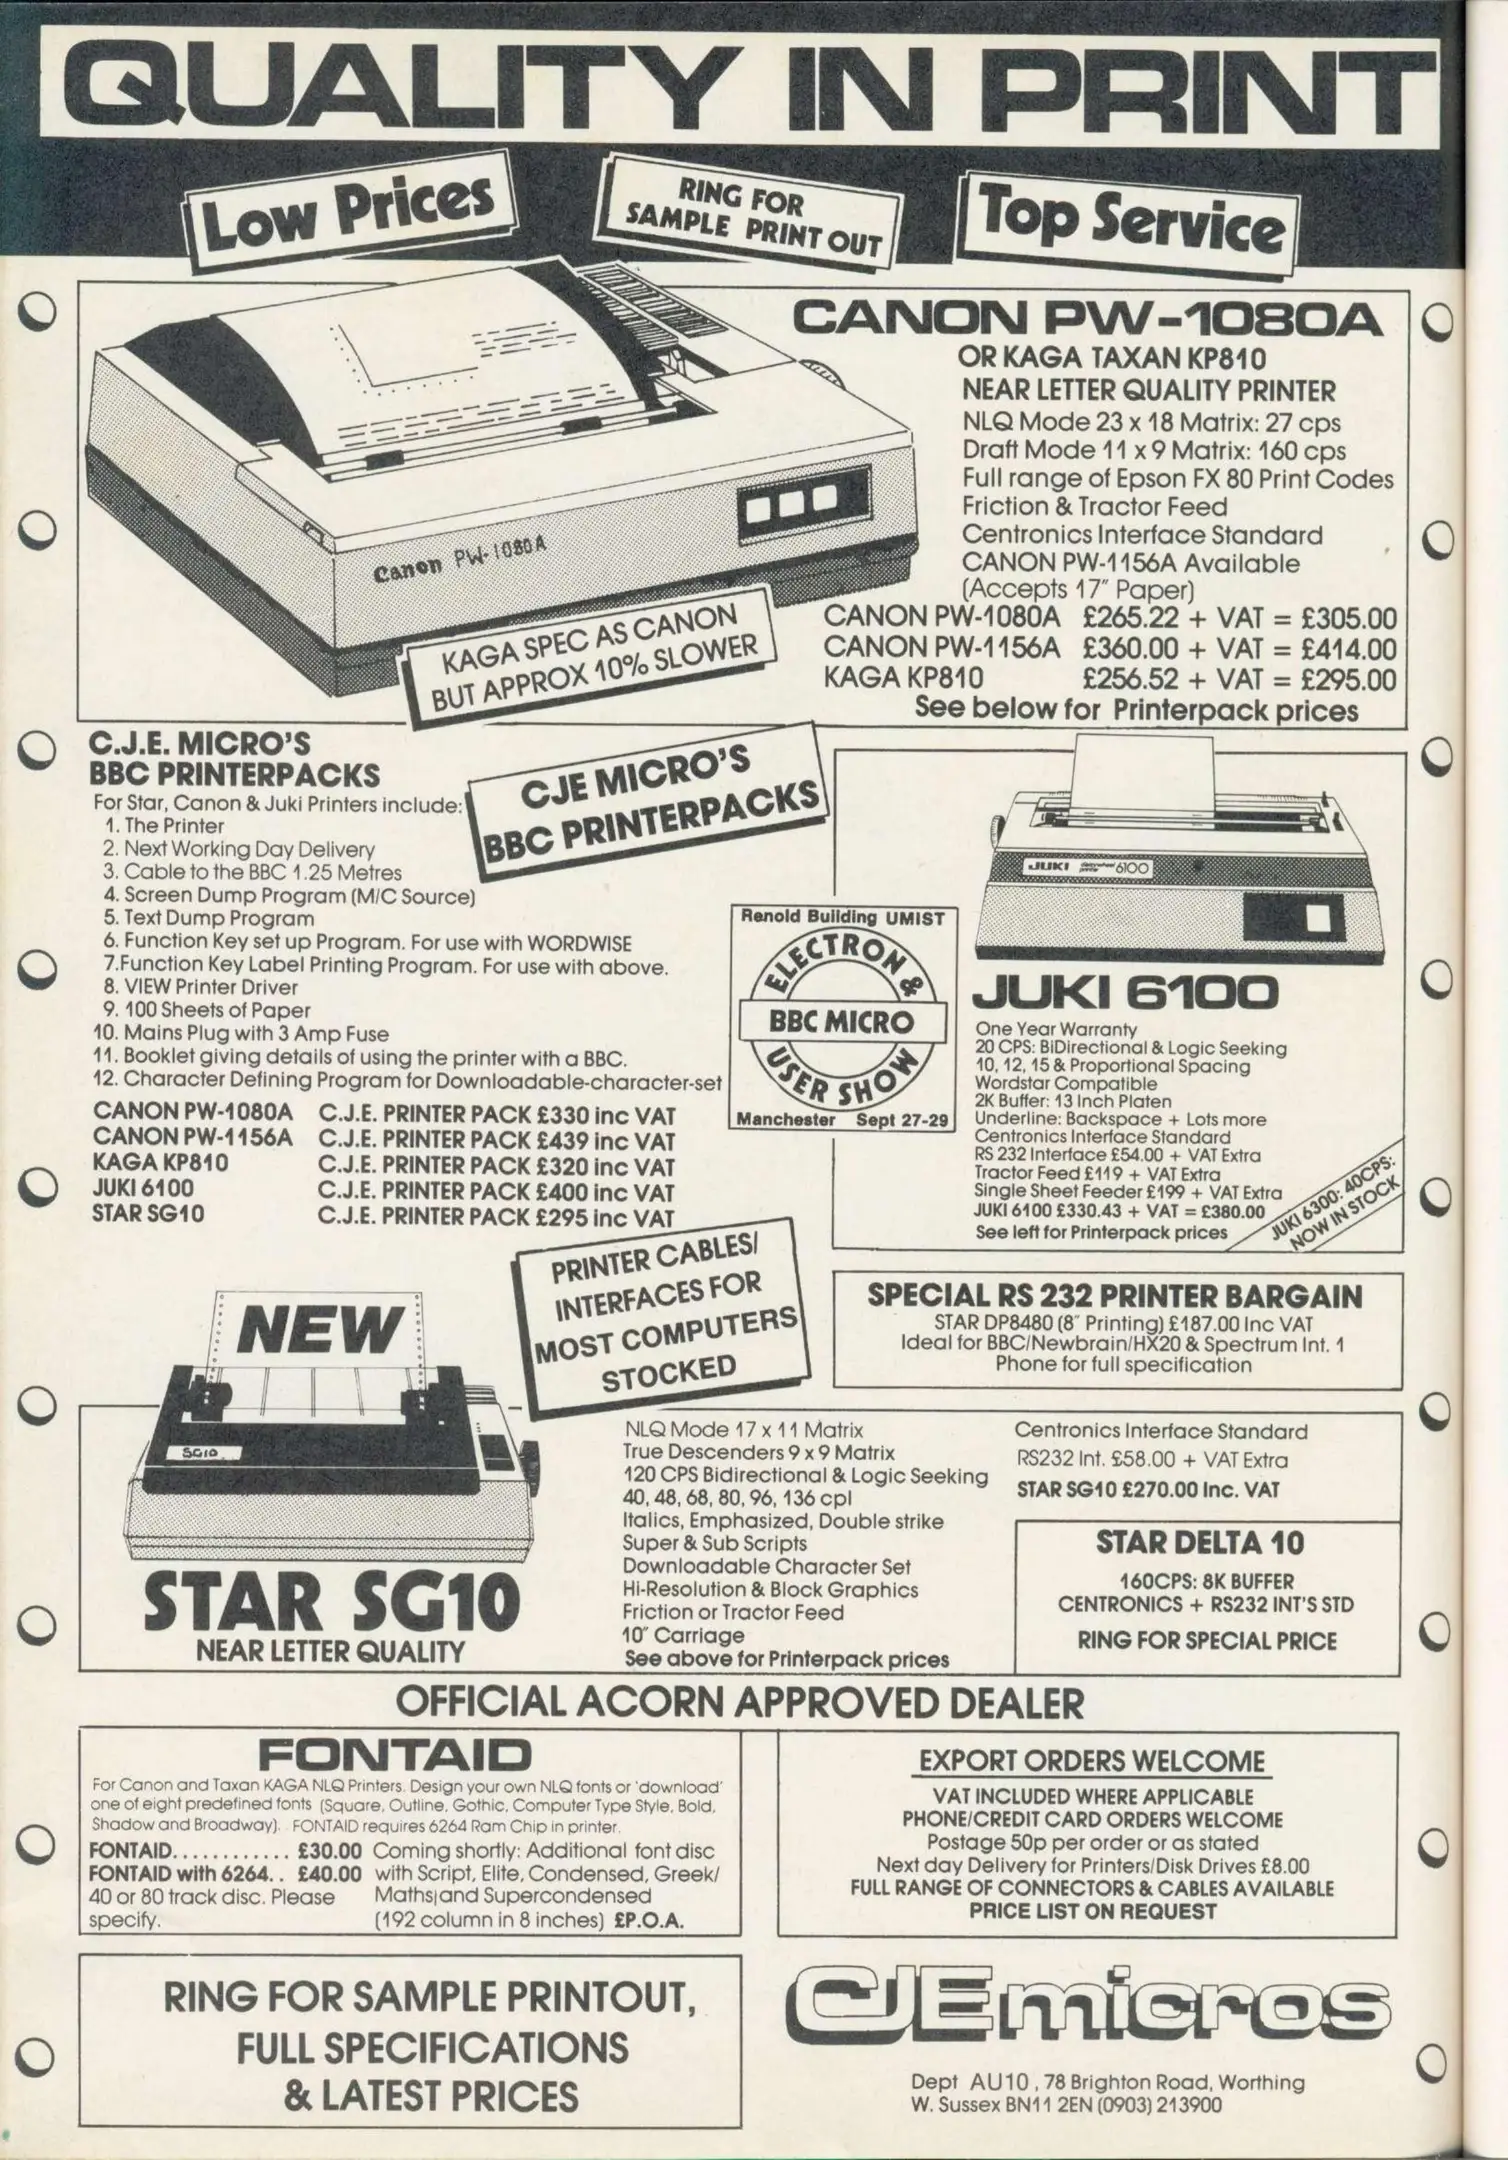 QUALITY IN PRINT
Low Prices
RING FOR
SAMPLE PRINT OUT
Top Service
CANON PW-1080A
OR KAGA TAXAN KP810
NEAR LETTER QUALITY PRINTER
NLQ Mode 23 x 18 Matrix: 27 cps
Draft Mode 11 x 9 Matrix: 160 cps
Full range of Epson FX 80 Print Codes
Friction & Tractor Feed
Centronics Interface Standard
CANON PW-1156A Available
(Accepts 17" Paper)
CANON PW-1080A £265.22 + VAT = £305.00
CANON PW-1156A £360.00 + VAT = £414.00
KAGA KP810 £256.52 + VAT = £295.00
See below for Printerpack prices
Canon PW-1080A
KAGA SPEC AS CANON
BUT APPROX 10% SLOWER
C.J.E. MICRO'S
BBC PRINTERPACKS
For Star, Canon & Juki Printers include:
1. The Printer
2. Next Working Day Delivery
3. Cable to the BBC 1.25 Metres
4. Screen Dump Program (M/C Source)
5. Text Dump Program
6. Function Key set up Program. For use with WORDWISE
7.Function Key Label Printing Program. For use with above.
8. VIEW Printer Driver
9. 100 Sheets of Paper
10. Mains Plug with 3 Amp Fuse
11. Booklet giving details of using the printer with a BBC.
12. Character Defining Program for Downloadable-character-set
CANON PW-1080A C.J.E. PRINTER PACK £330 inc VAT
CANON PW-1156A C.J.E. PRINTER PACK £439 inc VAT
KAGA KP810 C.J.E. PRINTER PACK £320 inc VAT
JUKI 6100 C.J.E. PRINTER PACK £400 inc VAT
STAR SG10 C.J.E. PRINTER PACK £295 inc VAT
CJE MICRO'S
BBC PRINTERPACKS
Renold Building UMIST
ELECTRON &
BBC MICRO
USER SHOW
Manchester Sept 27-29
JUKI 6100
JUKI 6100
One Year Warranty
20 CPS: BiDirectional & Logic Seeking
10, 12, 15 & Proportional Spacing
Wordstar Compatible
2K Buffer: 13 Inch Platen
Underline: Backspace + Lots more
Centronics Interface Standard
RS 232 Interface £54.00 + VAT Extra
Tractor Feed £119 + VAT Extra
Single Sheet Feeder £199 + VAT Extra
JUKI 6100 £330.43 + VAT = £380.00
See left for Printerpack prices
JUKI 6300: 40CPS:
NOW IN STOCK
PRINTER CABLES/
INTERFACES FOR
MOST COMPUTERS
STOCKED
SPECIAL RS 232 PRINTER BARGAIN
STAR DP8480 (8" Printing) £187.00 Inc VAT
Ideal for BBC/Newbrain/HX20 & Spectrum Int. 1
Phone for full specification
NEW
SG10
STAR SG10
NEAR LETTER QUALITY
NLQ Mode 17 x 11 Matrix
True Descenders 9 x 9 Matrix
120 CPS Bidirectional & Logic Seeking
40, 48, 68, 80, 96, 136 cpl
Italics, Emphasized, Double strike
Super & Sub Scripts
Downloadable Character Set
Hi-Resolution & Block Graphics
Friction or Tractor Feed
10" Carriage
See above for Printerpack prices
Centronics Interface Standard
RS232 Int. £58.00 + VAT Extra
STAR SG10 £270.00 Inc. VAT
STAR DELTA 10
160CPS: 8K BUFFER
CENTRONICS + RS232 INT'S STD
RING FOR SPECIAL PRICE
OFFICIAL ACORN APPROVED DEALER
FONTAID
For Canon and Taxan KAGA NLQ Printers. Design your own NLQ fonts or 'download'
one of eight predefined fonts (Square, Outline, Gothic, Computer Type Style, Bold,
Shadow and Broadway). FONTAID requires 6264 Ram Chip in printer.
FONTAID............ £30.00 Coming shortly: Additional font disc
FONTAID with 6264.. £40.00 with Script, Elite, Condensed, Greek/
40 or 80 track disc. Please Maths and Supercondensed
specify. (192 column in 8 inches) £P.O.A.
EXPORT ORDERS WELCOME
VAT INCLUDED WHERE APPLICABLE
PHONE/CREDIT CARD ORDERS WELCOME
Postage 50p per order or as stated
Next day Delivery for Printers/Disk Drives £8.00
FULL RANGE OF CONNECTORS & CABLES AVAILABLE
PRICE LIST ON REQUEST
RING FOR SAMPLE PRINTOUT,
FULL SPECIFICATIONS
& LATEST PRICES
CJE micros
Dept AU10 , 78 Brighton Road, Worthing
W. Sussex BN11 2EN (0903) 213900